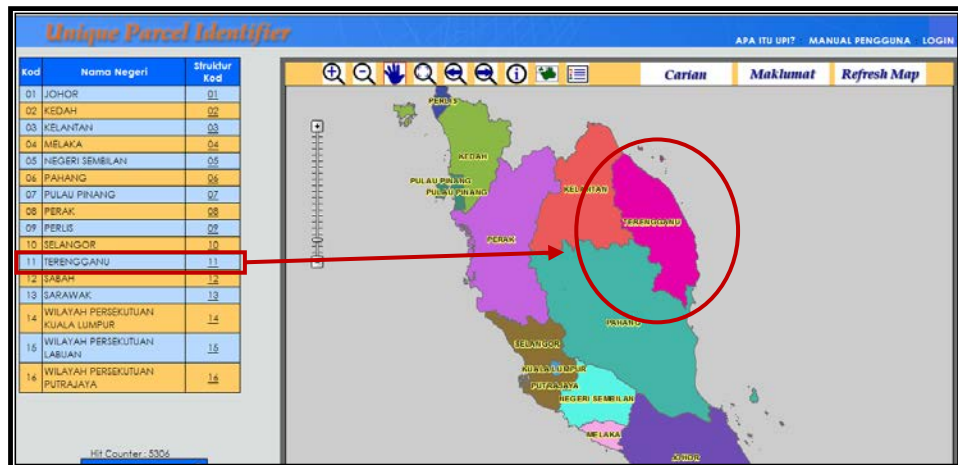 Unique Parcel Identifier
APA ITU UPI? MANUAL PENGGUNA LOGIN
Kod Nama Negeri Struktur Kod
01 JOHOR 01
02 KEDAH 02
03 KELANTAN 03
04 MELAKA 04
05 NEGERI SEMBILAN 05
06 PAHANG 06
07 PULAU PINANG 07
08 PERAK 08
09 PERLIS 09
10 SELANGOR 10
11 TERENGGANU 11
12 SABAH 12
13 SARAWAK 13
14 WILAYAH PERSEKUTUAN KUALA LUMPUR 14
15 WILAYAH PERSEKUTUAN LABUAN 15
16 WILAYAH PERSEKUTUAN PUTRAJAYA 16
Hit Counter : 5306
Carian Maklumat Refresh Map
PERLIS
KEDAH
PULAU PINANG
PULAU PINANG
KELANTAN
TERENGGANU
PERAK
PAHANG
SELANGOR
KUALA LUMPUR
PUTRAJAYA
NEGERI SEMBILAN
MELAKA
JOHOR